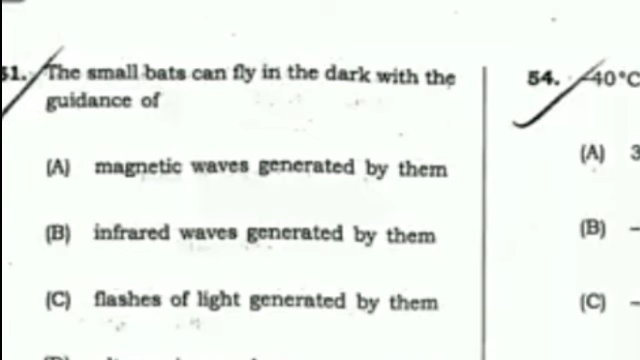 51. The small bats can fly in the dark with the
guidance of
(A) magnetic waves generated by them
(B) infrared waves generated by them
(C) flashes of light generated by them
54. -40°C
(A) 3
(B) –
(C) –